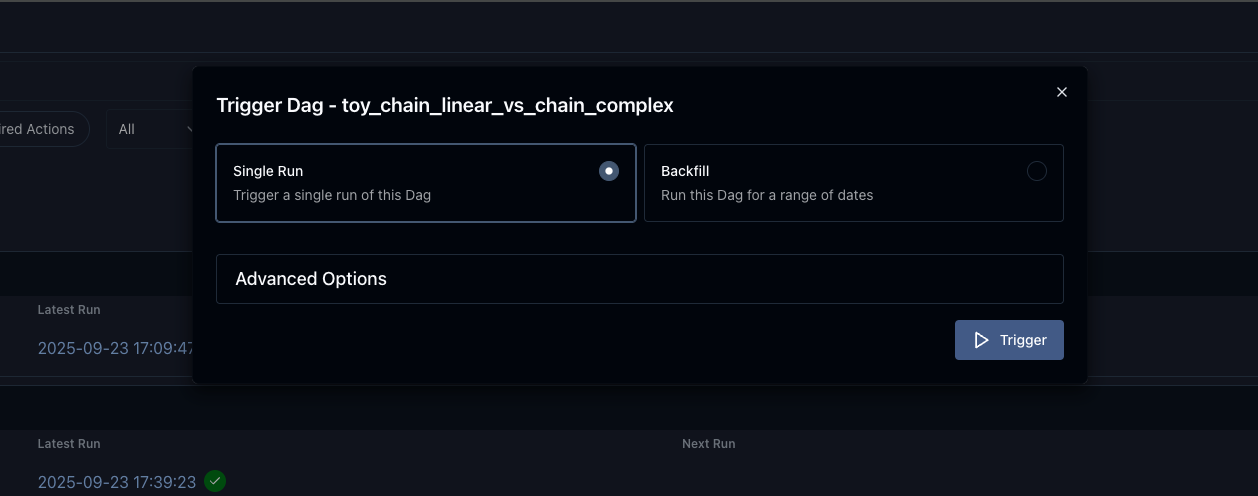 Trigger Dag - toy_chain_linear_vs_chain_complex
ired Actions
All
Single Run
Trigger a single run of this Dag
Backfill
Run this Dag for a range of dates
Advanced Options
Latest Run
Trigger
2025-09-23 17:09:47
Latest Run
Next Run
2025-09-23 17:39:23